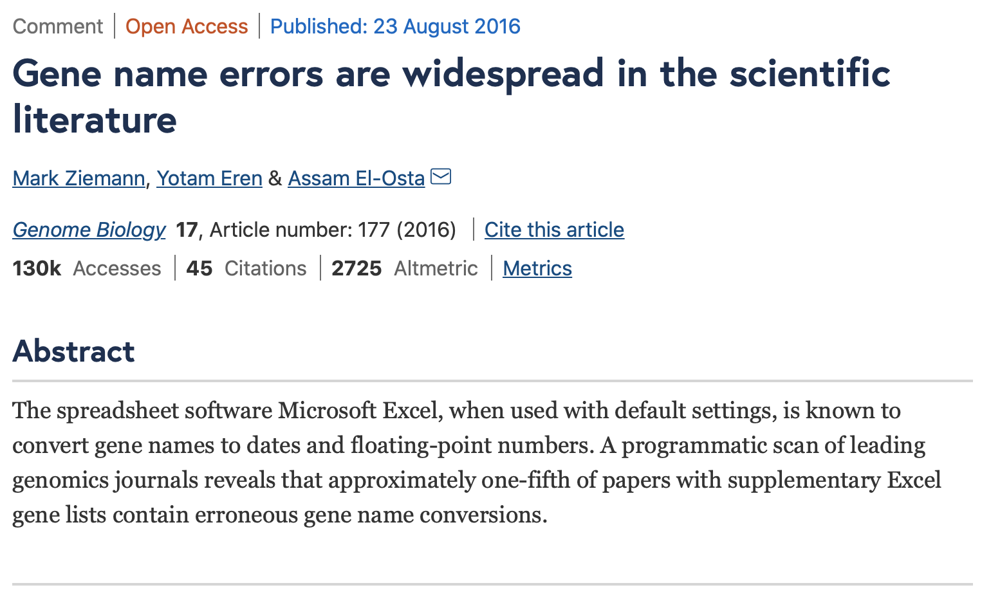 Comment | Open Access | Published: 23 August 2016
Gene name errors are widespread in the scientific
literature
Mark Ziemann, Yotam Eren & Assam El-Osta
Genome Biology 17, Article number: 177 (2016) | Cite this article
130k Accesses | 45 Citations | 2725 Altmetric | Metrics
Abstract
The spreadsheet software Microsoft Excel, when used with default settings, is known to
convert gene names to dates and floating-point numbers. A programmatic scan of leading
genomics journals reveals that approximately one-fifth of papers with supplementary Excel
gene lists contain erroneous gene name conversions.